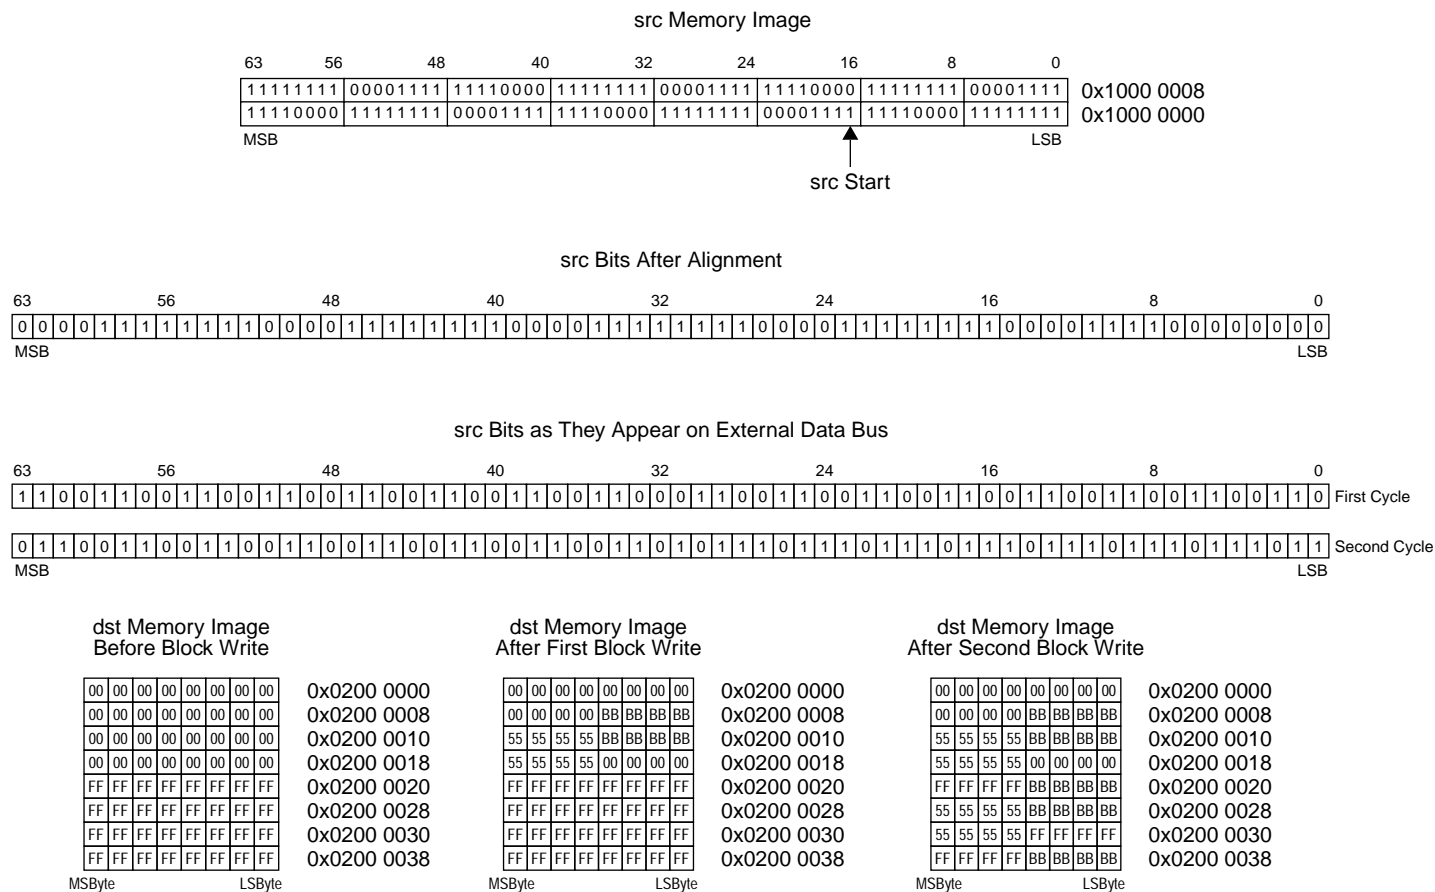 src Memory Image
63 56 48 40 32 24 16 8 0
11111111 00001111 11110000 11111111 00001111 11110000 11111111 00001111 0x1000 0008
11110000 11111111 00001111 11110000 11111111 00001111 11110000 11111111 0x1000 0000
MSB LSB
src Start
src Bits After Alignment
63 56 48 40 32 24 16 8 0
0 0 0 0 1 1 1 1 1 1 1 1 0 0 0 0 1 1 1 1 1 1 1 1 0 0 0 0 1 1 1 1 1 1 1 1 0 0 0 0 1 1 1 1 1 1 1 1 0 0 0 0 1 1 1 1 0 0 0 0 0 0 0 0
MSB LSB
src Bits as They Appear on External Data Bus
63 56 48 40 32 24 16 8 0
1 1 0 0 1 1 0 0 1 1 0 0 1 1 0 0 1 1 0 0 1 1 0 0 1 1 0 0 1 1 0 0 0 1 1 0 0 1 1 0 0 1 1 0 0 1 1 0 0 1 1 0 0 1 1 0 0 1 1 0 0 1 1 0 First Cycle
0 1 1 0 0 1 1 0 0 1 1 0 0 1 1 0 0 1 1 0 0 1 1 0 0 1 1 0 0 1 1 0 1 0 1 1 1 0 1 1 1 0 1 1 1 0 1 1 1 0 1 1 1 0 1 1 1 0 1 1 1 0 1 1 Second Cycle
MSB LSB
dst Memory Image
Before Block Write
00 00 00 00 00 00 00 00 0x0200 0000
00 00 00 00 00 00 00 00 0x0200 0008
00 00 00 00 00 00 00 00 0x0200 0010
00 00 00 00 00 00 00 00 0x0200 0018
FF FF FF FF FF FF FF FF 0x0200 0020
FF FF FF FF FF FF FF FF 0x0200 0028
FF FF FF FF FF FF FF FF 0x0200 0030
FF FF FF FF FF FF FF FF 0x0200 0038
MSByte LSByte
dst Memory Image
After First Block Write
00 00 00 00 00 00 00 00 0x0200 0000
00 00 00 00 BB BB BB BB 0x0200 0008
55 55 55 55 BB BB BB BB 0x0200 0010
55 55 55 55 00 00 00 00 0x0200 0018
FF FF FF FF FF FF FF FF 0x0200 0020
FF FF FF FF FF FF FF FF 0x0200 0028
FF FF FF FF FF FF FF FF 0x0200 0030
FF FF FF FF FF FF FF FF 0x0200 0038
MSByte LSByte
dst Memory Image
After Second Block Write
00 00 00 00 00 00 00 00 0x0200 0000
00 00 00 00 BB BB BB BB 0x0200 0008
55 55 55 55 BB BB BB BB 0x0200 0010
55 55 55 55 00 00 00 00 0x0200 0018
FF FF FF FF BB BB BB BB 0x0200 0020
55 55 55 55 BB BB BB BB 0x0200 0028
55 55 55 55 FF FF FF FF 0x0200 0030
FF FF FF FF BB BB BB BB 0x0200 0038
MSByte LSByte